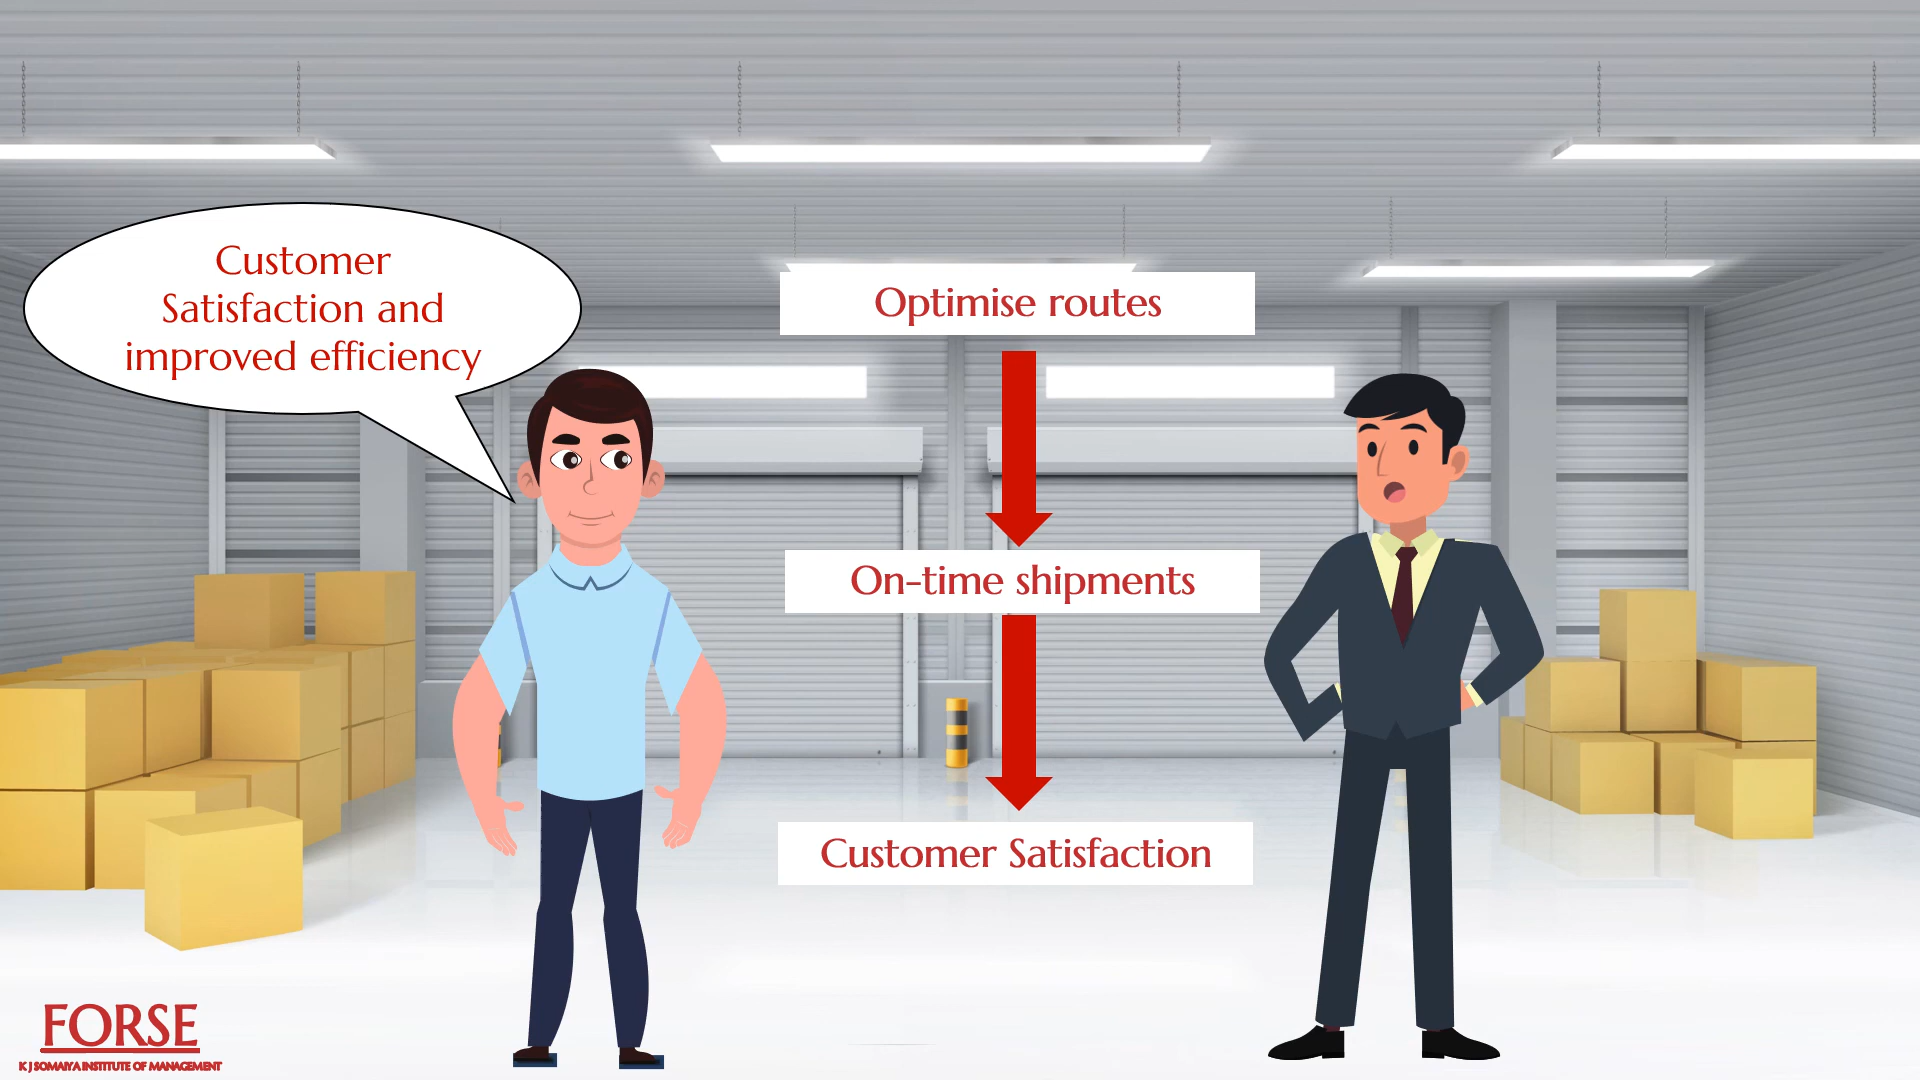 Customer
Satisfaction and
improved efficiency
Optimise routes
On-time shipments
Customer Satisfaction
FORSE
K J SOMAIYA INSTITUTE OF MANAGEMENT